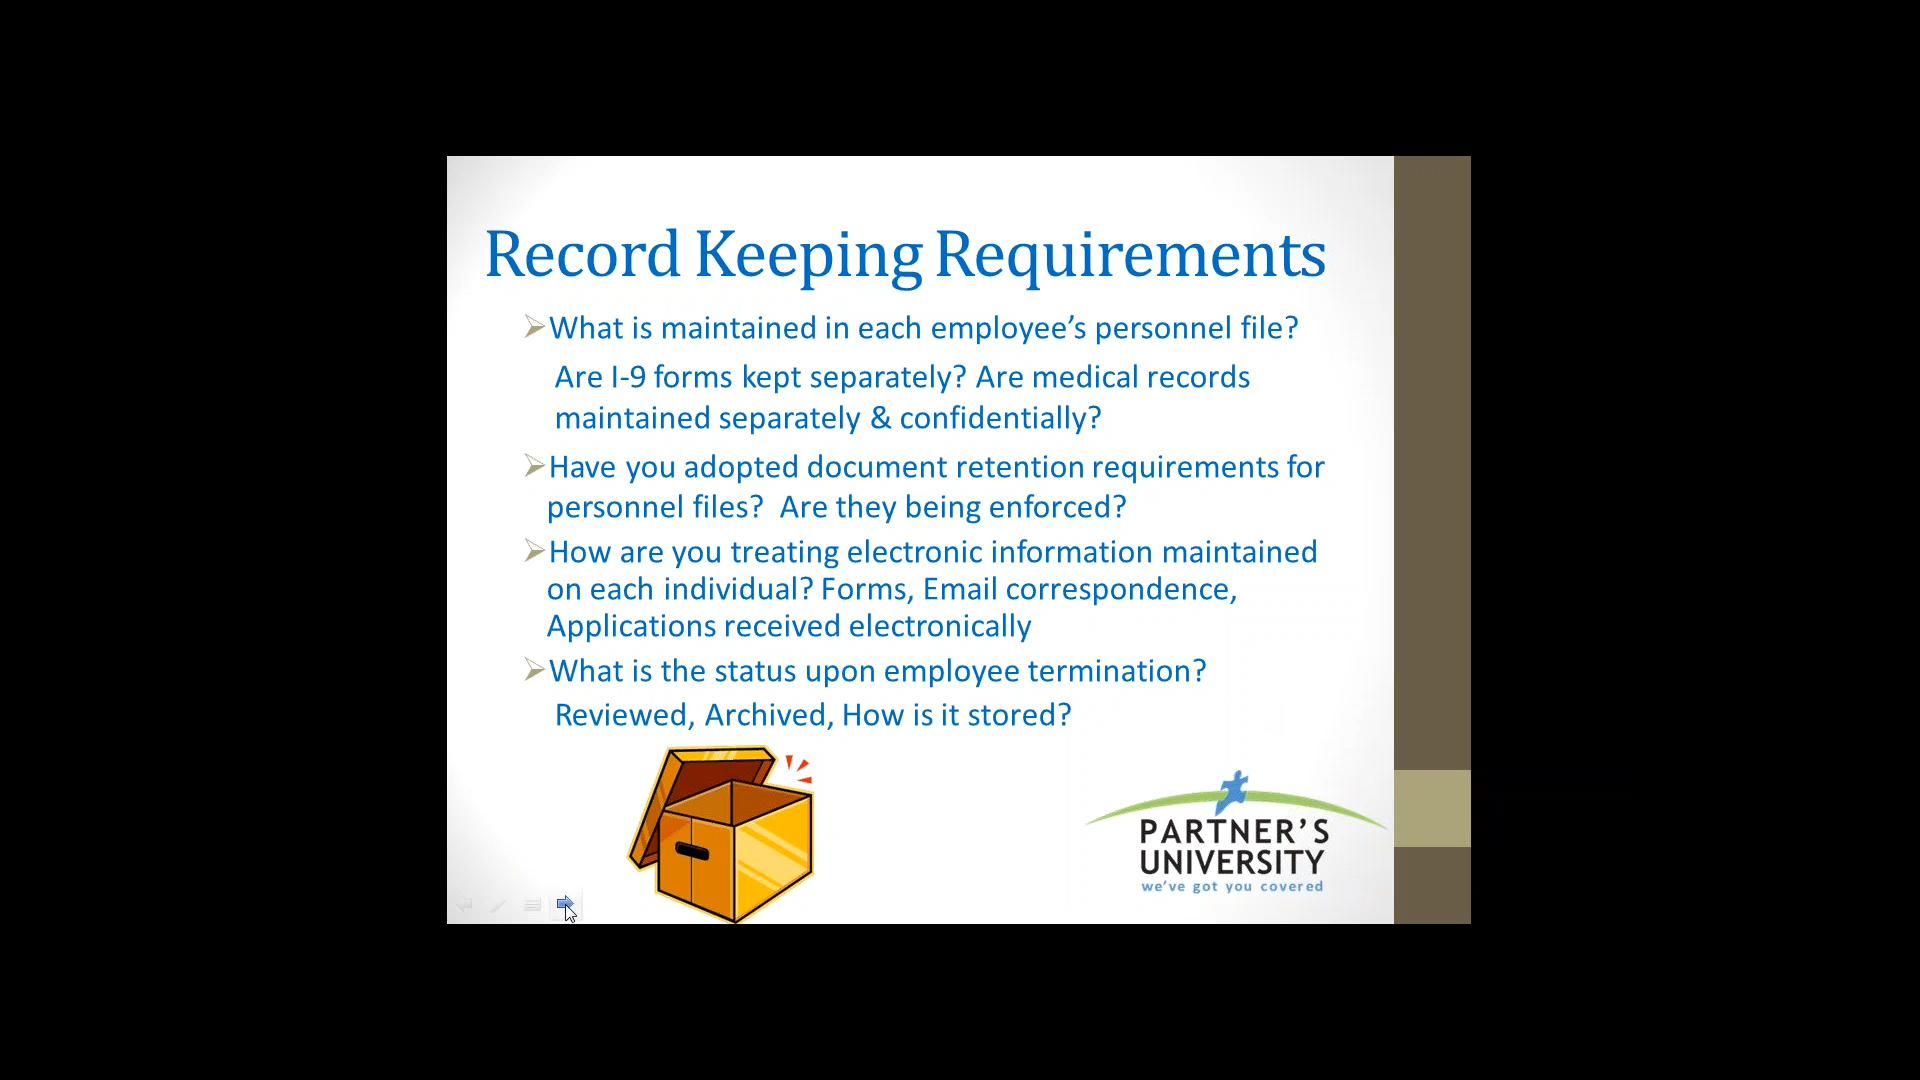 Record Keeping Requirements
What is maintained in each employee’s personnel file?
Are I-9 forms kept separately? Are medical records
maintained separately & confidentially?
Have you adopted document retention requirements for
personnel files?  Are they being enforced?
How are you treating electronic information maintained
on each individual? Forms, Email correspondence,
Applications received electronically
What is the status upon employee termination?
Reviewed, Archived, How is it stored?
PARTNER’S
UNIVERSITY
we’ve got you covered